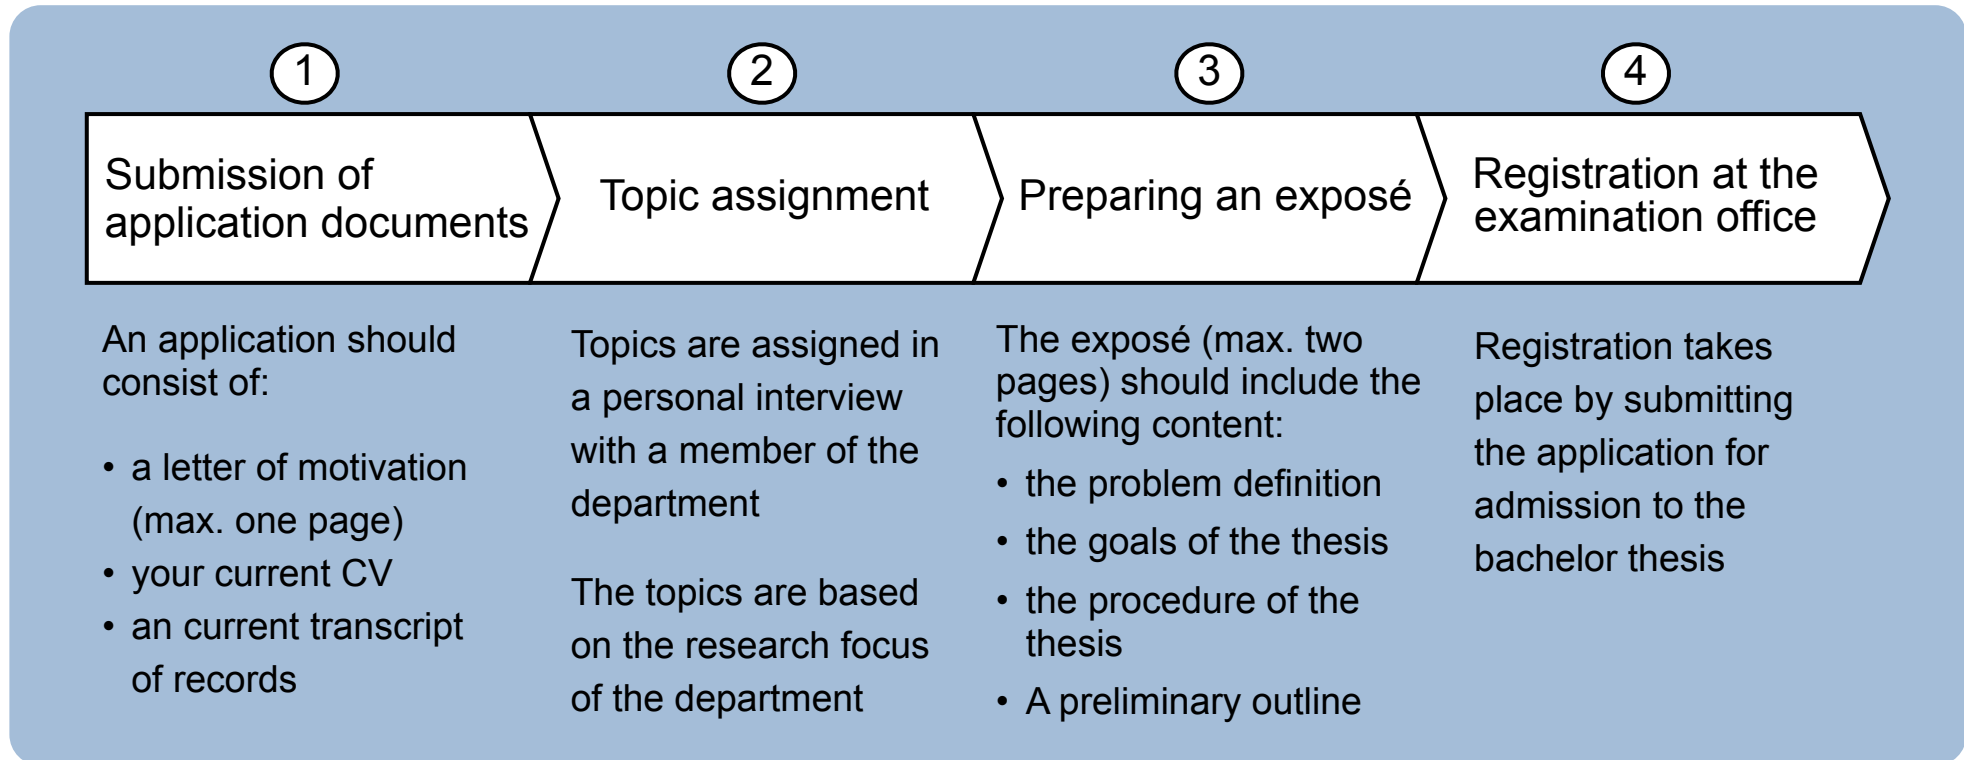 1
Submission of
application documents
An application should
consist of:
• a letter of motivation
(max. one page)
• your current CV
• an current transcript
of records
2
Topic assignment
Topics are assigned in
a personal interview
with a member of the
department
The topics are based
on the research focus
of the department
3
Preparing an exposé
The exposé (max. two
pages) should include the
following content:
• the problem definition
• the goals of the thesis
• the procedure of the
thesis
• A preliminary outline
4
Registration at the
examination office
Registration takes
place by submitting
the application for
admission to the
bachelor thesis